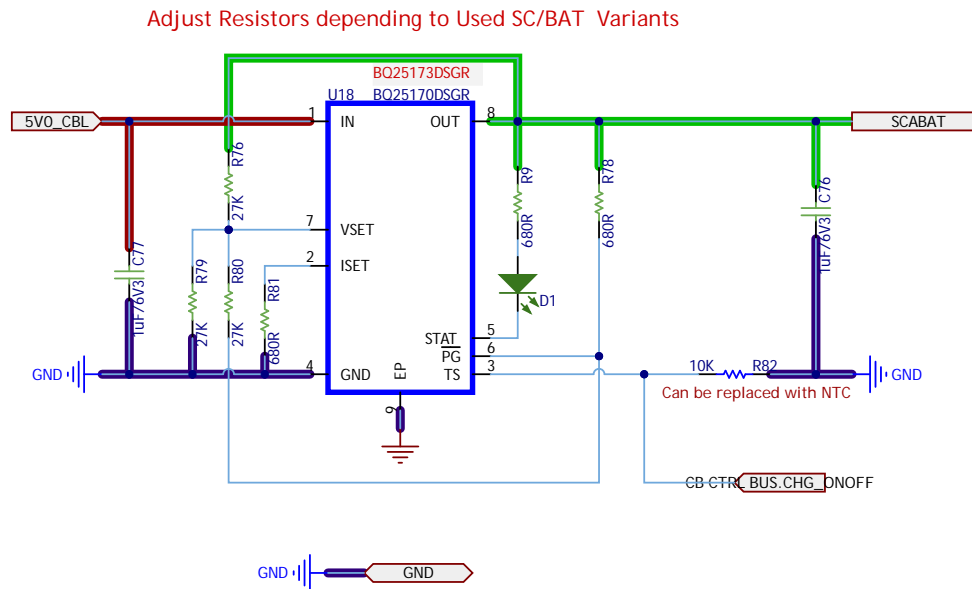 Adjust Resistors depending to Used SC/BAT Variants
BQ25173DSGR
U18 BQ25170DSGR
5V0_CBL
1 IN
OUT 8
SCABAT
R76
27K
R9
680R
R78
680R
C76
1uF/6V3
7 VSET
2 ISET
C77
1uF/6V3
R79
27K
R80
27K
R81
680R
D1
STAT 5
PG 6
TS 3
GND
4 GND
EP
9
10K R82
GND
Can be replaced with NTC
CB CTRL BUS.CHG_ONOFF
GND
GND